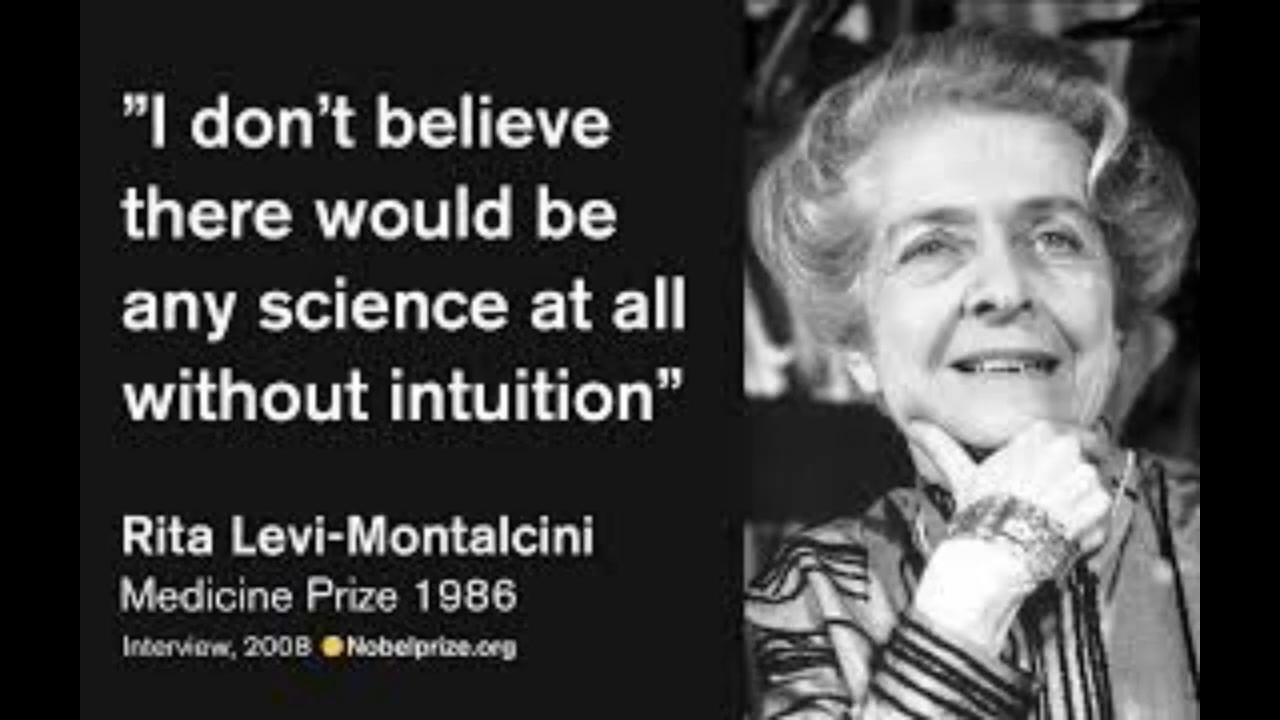 ”I don’t believe
there would be
any science at all
without intuition”
Rita Levi-Montalcini
Medicine Prize 1986
Interview, 2008 Nobelprize.org